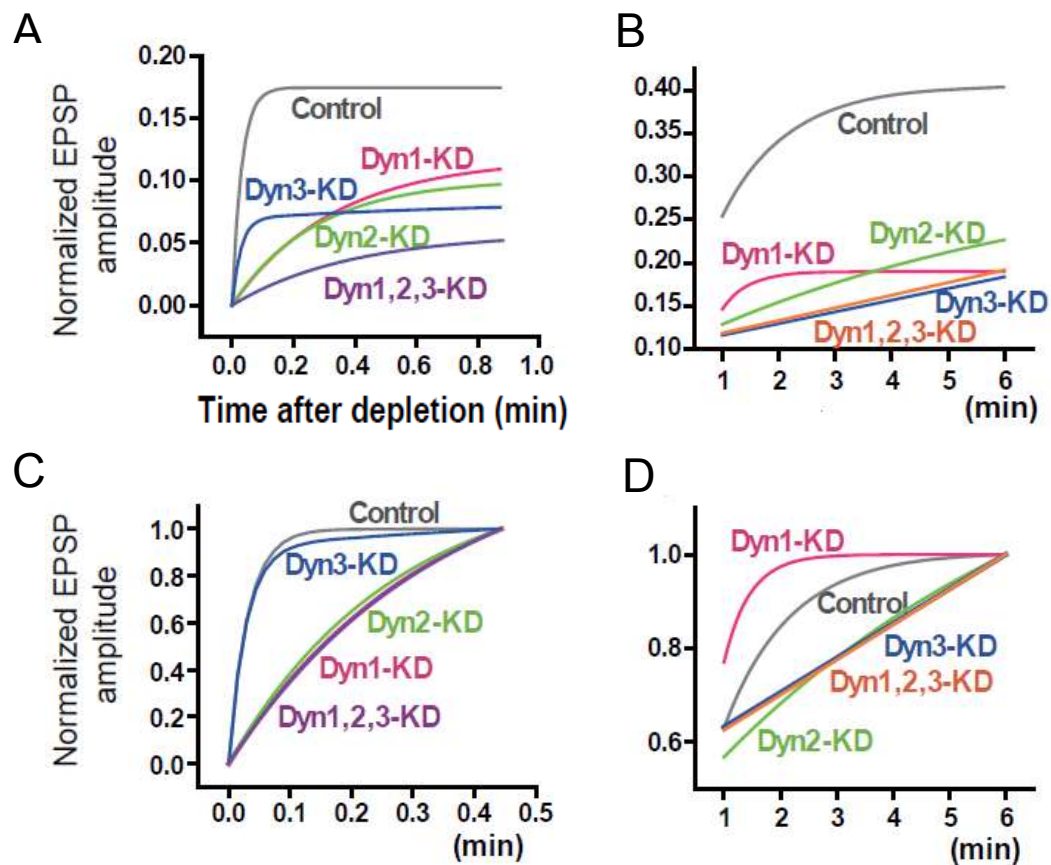 A
Normalized EPSP
amplitude
0.20
0.15
0.10
0.05
0.00
Control
Dyn1-KD
Dyn3-KD
Dyn2-KD
Dyn1,2,3-KD
0.0 0.2 0.4 0.6 0.8 1.0
Time after depletion (min)
B
0.40
0.35
0.30
0.25
0.20
0.15
0.10
Control
Dyn2-KD
Dyn1-KD
Dyn3-KD
Dyn1,2,3-KD
1 2 3 4 5 6
(min)
C
Normalized EPSP
amplitude
1.0
0.8
0.6
0.4
0.2
0.0
Control
Dyn3-KD
Dyn2-KD
Dyn1-KD
Dyn1,2,3-KD
0.0 0.1 0.2 0.3 0.4 0.5
(min)
D
1.0
0.8
0.6
Dyn1-KD
Control
Dyn3-KD
Dyn1,2,3-KD
Dyn2-KD
1 2 3 4 5 6
(min)